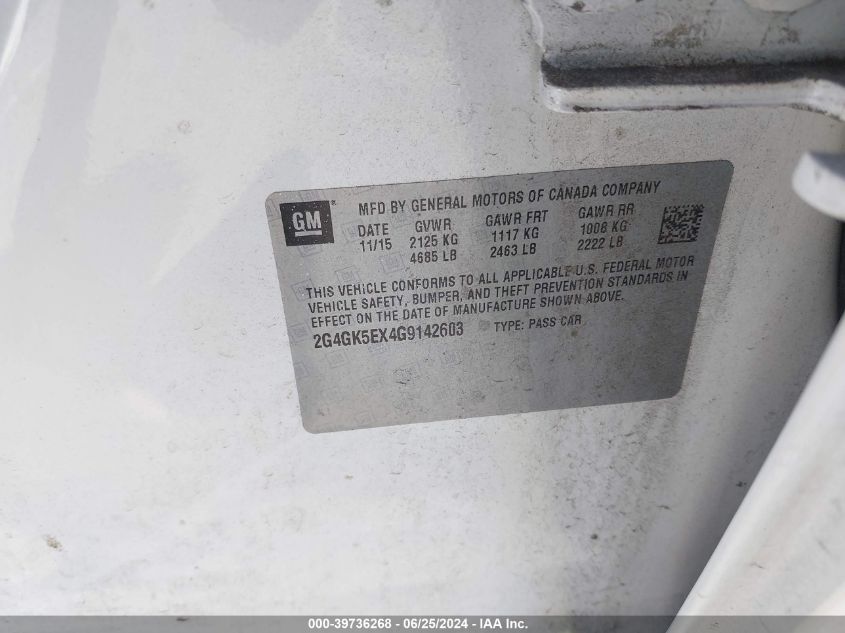 GM
MFD BY GENERAL MOTORS OF CANADA COMPANY
DATE GVWR GAWR FRT GAWR RR
11/15 2125 KG 1117 KG 1008 KG
4685 LB 2463 LB 2222 LB
THIS VEHICLE CONFORMS TO ALL APPLICABLE U.S. FEDERAL MOTOR
VEHICLE SAFETY, BUMPER, AND THEFT PREVENTION STANDARDS IN
EFFECT ON THE DATE OF MANUFACTURE SHOWN ABOVE.
2G4GK5EX4G9142603 TYPE: PASS CAR
000-39736268 - 06/25/2024 - IAA Inc.